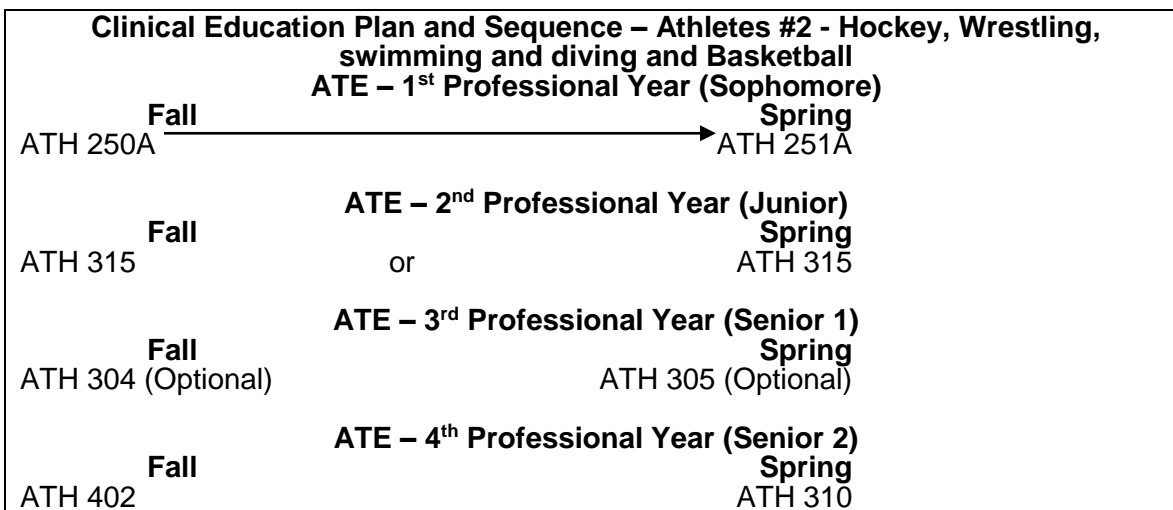 Clinical Education Plan and Sequence – Athletes #2 - Hockey, Wrestling,
swimming and diving and Basketball
ATE – 1st Professional Year (Sophomore)
Fall Spring
ATH 250A ATH 251A
ATE – 2nd Professional Year (Junior)
Fall Spring
ATH 315 or ATH 315
ATE – 3rd Professional Year (Senior 1)
Fall Spring
ATH 304 (Optional) ATH 305 (Optional)
ATE – 4th Professional Year (Senior 2)
Fall Spring
ATH 402 ATH 310